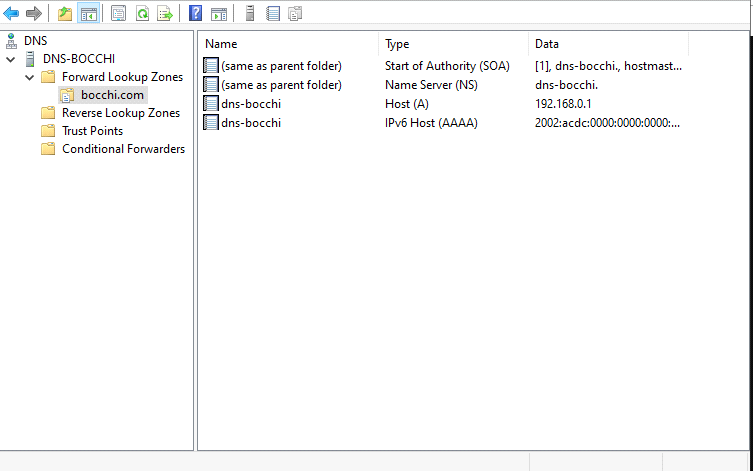 DNS
DNS-BOCCHI
Forward Lookup Zones
bocchi.com
Reverse Lookup Zones
Trust Points
Conditional Forwarders
Name Type Data
(same as parent folder) Start of Authority (SOA) [1], dns-bocchi., hostmast...
(same as parent folder) Name Server (NS) dns-bocchi.
dns-bocchi Host (A) 192.168.0.1
dns-bocchi IPv6 Host (AAAA) 2002:acdc:0000:0000:0000:...